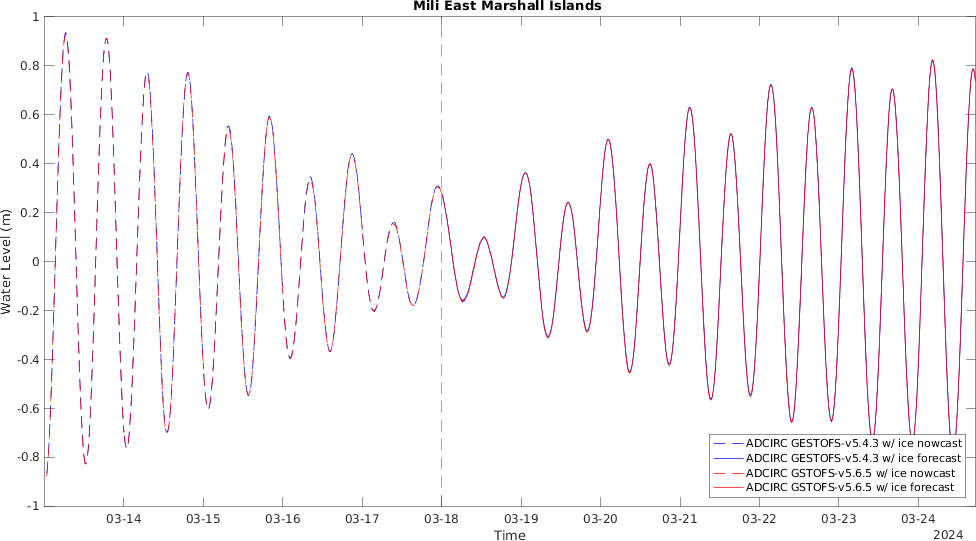 Mili East Marshall Islands
Water Level (m)
1
0.8
0.6
0.4
0.2
0
-0.2
-0.4
-0.6
-0.8
-1
ADCIRC GESTOFS-v5.4.3 w/ ice nowcast
ADCIRC GESTOFS-v5.4.3 w/ ice forecast
ADCIRC GSTOFS-v5.6.5 w/ ice nowcast
ADCIRC GSTOFS-v5.6.5 w/ ice forecast
03-14 03-15 03-16 03-17 03-18 03-19 03-20 03-21 03-22 03-23 03-24
Time
2024